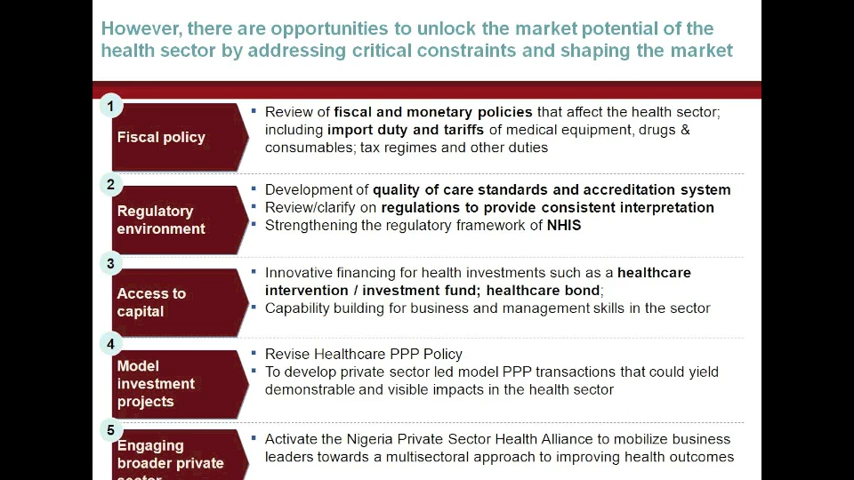 However, there are opportunities to unlock the market potential of the
health sector by addressing critical constraints and shaping the market
1
Fiscal policy
▪ Review of fiscal and monetary policies that affect the health sector;
including import duty and tariffs of medical equipment, drugs &
consumables; tax regimes and other duties
2
Regulatory
environment
▪ Development of quality of care standards and accreditation system
▪ Review/clarify on regulations to provide consistent interpretation
▪ Strengthening the regulatory framework of NHIS
3
Access to
capital
▪ Innovative financing for health investments such as a healthcare
intervention / investment fund; healthcare bond;
▪ Capability building for business and management skills in the sector
4
Model
investment
projects
▪ Revise Healthcare PPP Policy
▪ To develop private sector led model PPP transactions that could yield
demonstrable and visible impacts in the health sector
5
Engaging
broader private
sector
▪ Activate the Nigeria Private Sector Health Alliance to mobilize business
leaders towards a multisectoral approach to improving health outcomes